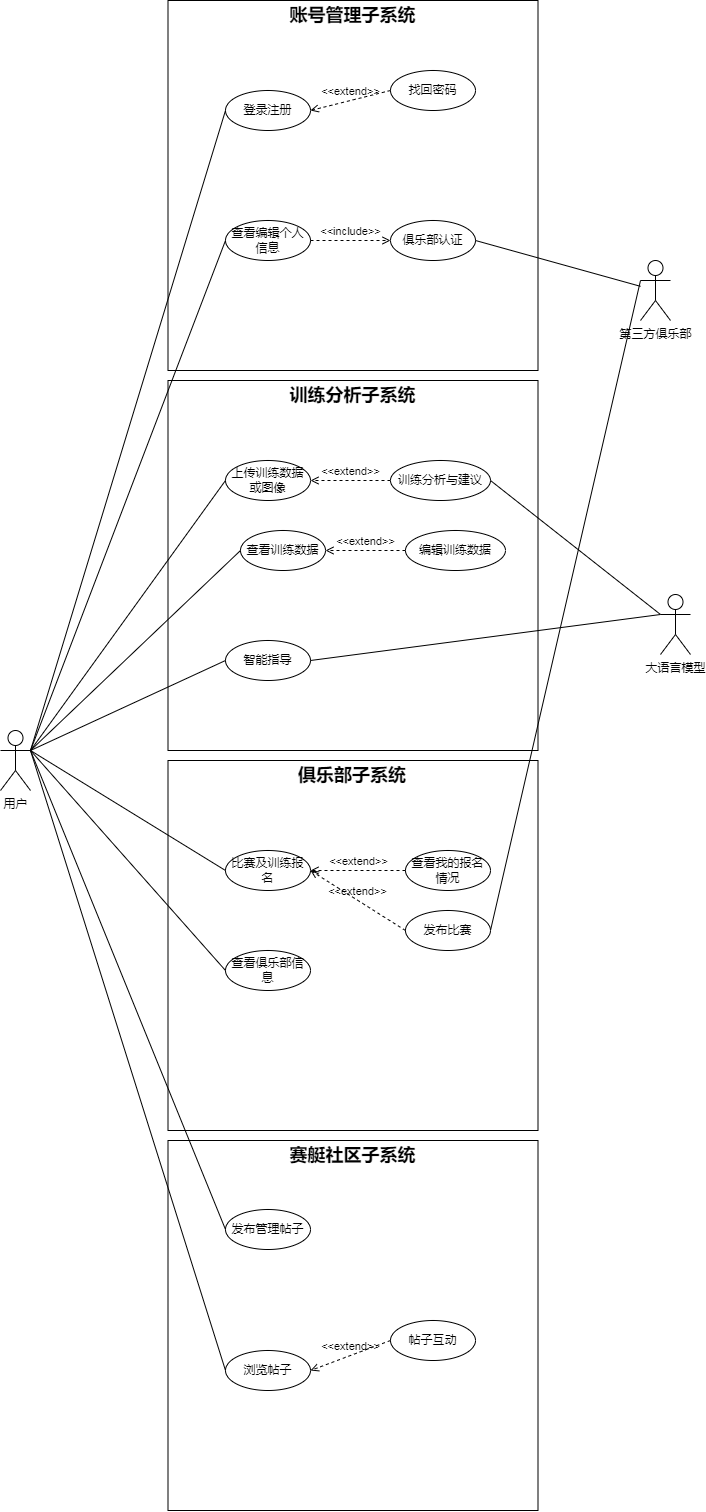 账号管理子系统
<<extend>>
找回密码
登录注册
查看编辑个人
信息
<<include>>
俱乐部认证
第三方俱乐部
训练分析子系统
上传训练数据
或图像
<<extend>>
训练分析与建议
查看训练数据
<<extend>>
编辑训练数据
智能指导
大语言模型
用户
俱乐部子系统
比赛及训练报
名
<<extend>>
查看我的报名
情况
<<extend>>
发布比赛
查看俱乐部信
息
赛艇社区子系统
发布管理帖子
<<extend>>
帖子互动
浏览帖子